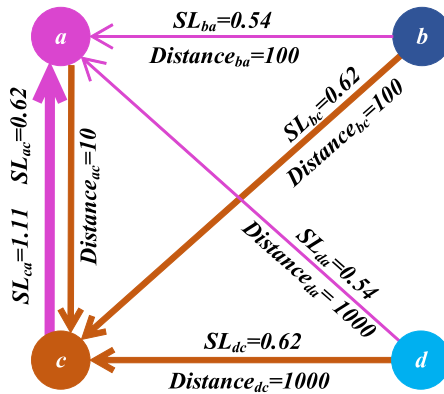 a
SL_ba=0.54
b
Distance_ba=100
SL_bc=0.62
Distance_bc=100
SL_ac=0.62
SL_ca=1.11
Distance_ac=10
SL_da=0.54
Distance_da=1000
c
SL_dc=0.62
d
Distance_dc=1000